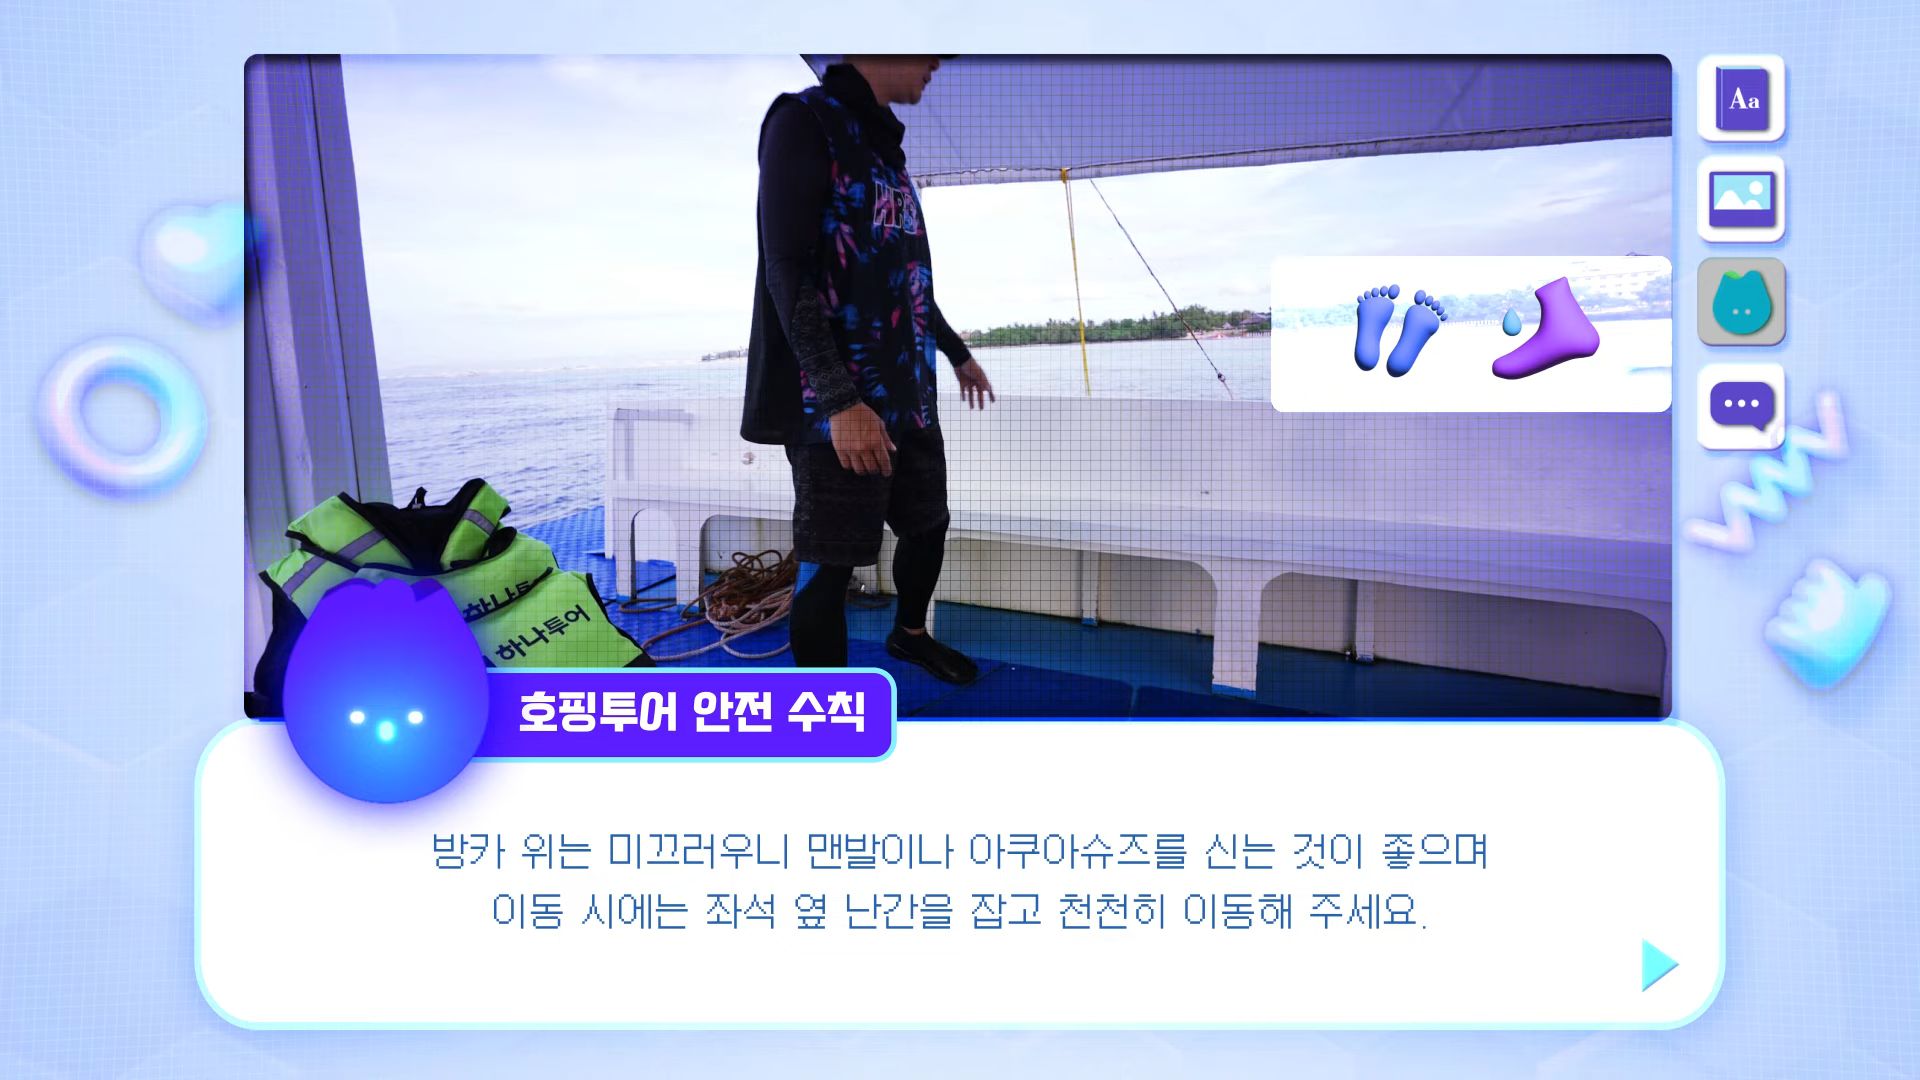 Aa
하나투어
호핑투어 안전 수칙
방카 위는 미끄러우니 맨발이나 아쿠아슈즈를 신는 것이 좋으며
이동 시에는 좌석 옆 난간을 잡고 천천히 이동해 주세요.